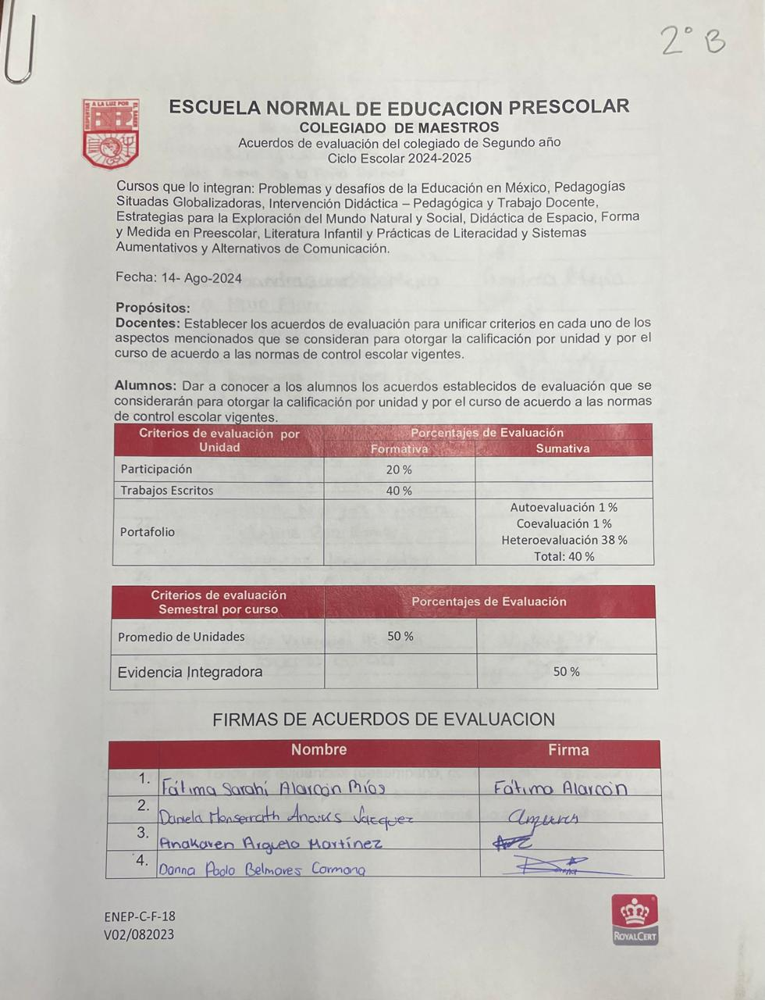 2° B
A LA LUZ POR
DESPERTAR
EL SABER
ENEP
ESCUELA NORMAL DE EDUCACION PRESCOLAR
COLEGIADO DE MAESTROS
Acuerdos de evaluación del colegiado de Segundo año
Ciclo Escolar 2024-2025
Cursos que lo integran: Problemas y desafíos de la Educación en México, Pedagogías
Situadas Globalizadoras, Intervención Didáctica – Pedagógica y Trabajo Docente,
Estrategias para la Exploración del Mundo Natural y Social, Didáctica de Espacio, Forma
y Medida en Preescolar, Literatura Infantil y Prácticas de Literacidad y Sistemas
Aumentativos y Alternativos de Comunicación.
Fecha: 14- Ago-2024
Propósitos:
Docentes: Establecer los acuerdos de evaluación para unificar criterios en cada uno de los
aspectos mencionados que se consideran para otorgar la calificación por unidad y por el
curso de acuerdo a las normas de control escolar vigentes.
Alumnos: Dar a conocer a los alumnos los acuerdos establecidos de evaluación que se
considerarán para otorgar la calificación por unidad y por el curso de acuerdo a las normas
de control escolar vigentes.
Criterios de evaluación por Unidad
Porcentajes de Evaluación
Formativa
Sumativa
Participación
20 %
Trabajos Escritos
40 %
Portafolio
Autoevaluación 1 %
Coevaluación 1 %
Heteroevaluación 38 %
Total: 40 %
Criterios de evaluación
Semestral por curso
Porcentajes de Evaluación
Promedio de Unidades
50 %
Evidencia Integradora
50 %
FIRMAS DE ACUERDOS DE EVALUACION
Nombre
Firma
1. Fátima Sarahí Alarcón Ríos
Fátima Alarcón
2. Daniela Monserrath Vázquez
3. Anakaren Arguelo Martínez
4. Danna Paola Belmares Carmona
ENEP-C-F-18
V02/082023
ROYALCERT